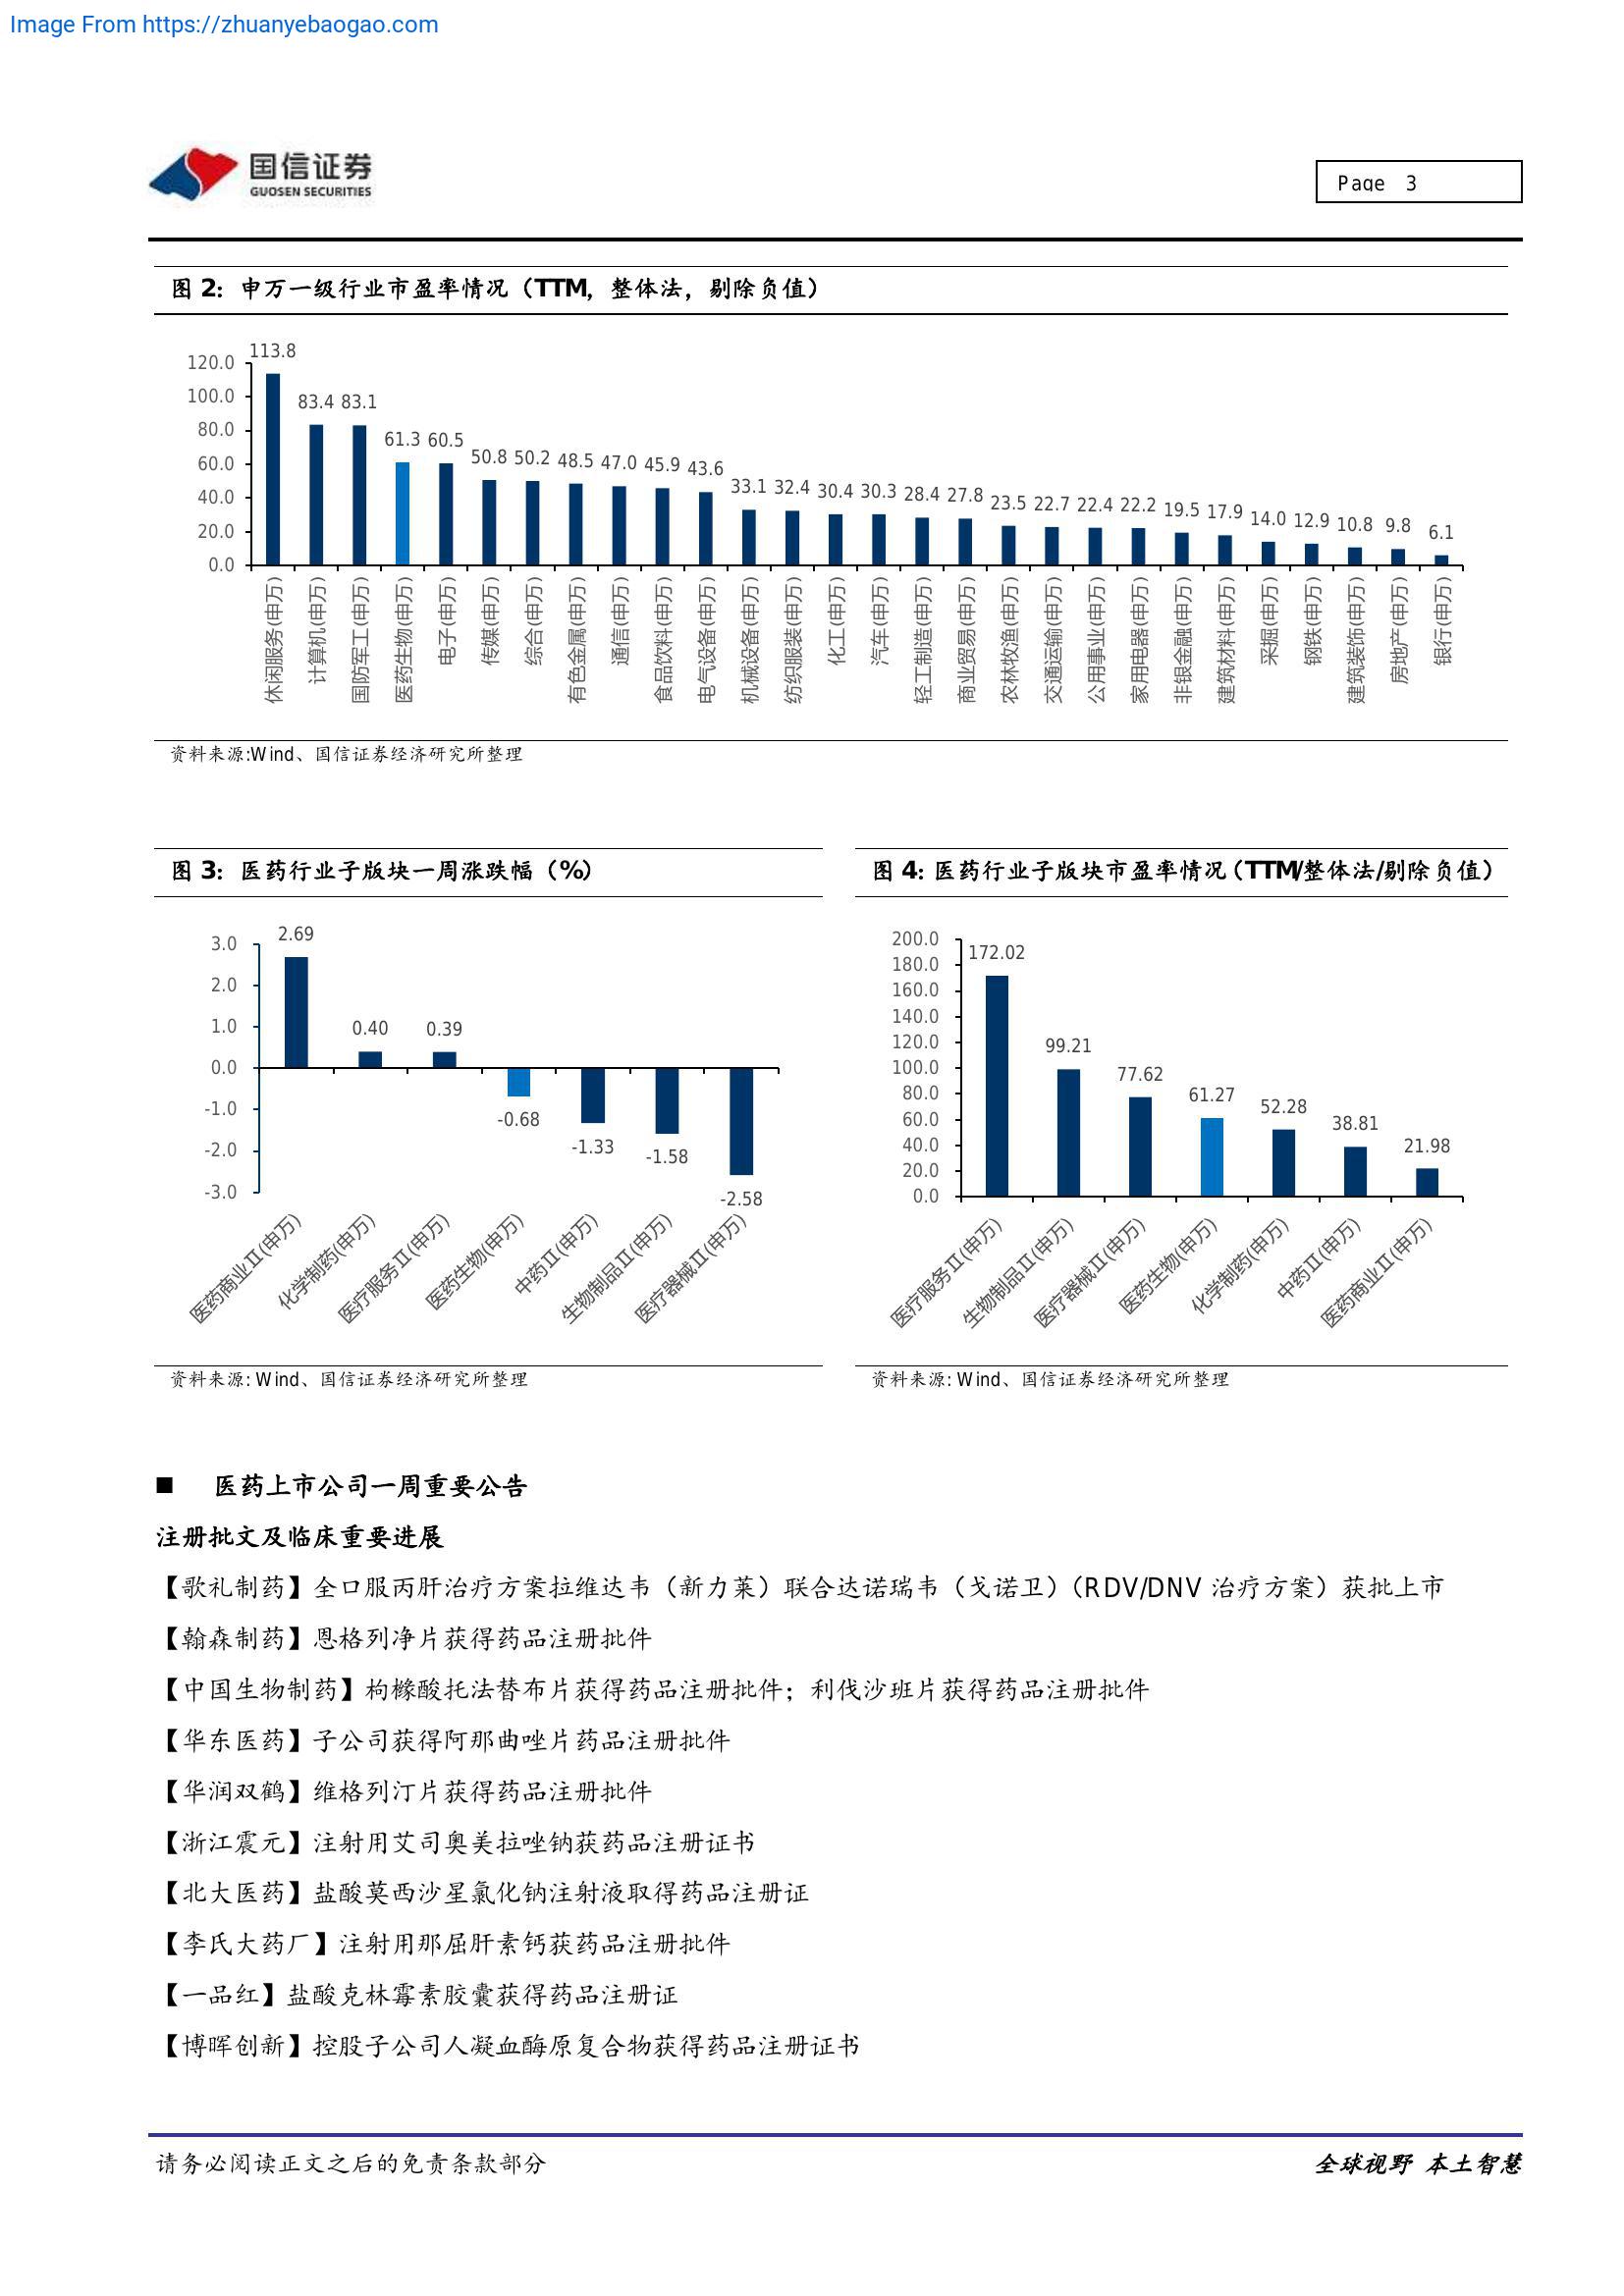 Image From https://zhuanyebaogao.com
国信证券
GUOSEN SECURITIES
Page 3
图 2：申万一级行业市盈率情况（TTM，整体法，剔除负值）
120.0
100.0
80.0
60.0
40.0
20.0
0.0
113.8 83.4 83.1 61.3 60.5 50.8 50.2 48.5 47.0 45.9 43.6 33.1 32.4 30.4 30.3 28.4 27.8 23.5 22.7 22.4 22.2 19.5 17.9 14.0 12.9 10.8 9.8 6.1
休闲服务(申万)
计算机(申万)
国防军工(申万)
医药生物(申万)
电子(申万)
传媒(申万)
综合(申万)
有色金属(申万)
通信(申万)
食品饮料(申万)
电气设备(申万)
机械设备(申万)
纺织服装(申万)
化工(申万)
汽车(申万)
轻工制造(申万)
商业贸易(申万)
农林牧渔(申万)
交通运输(申万)
公用事业(申万)
家用电器(申万)
非银金融(申万)
建筑材料(申万)
采掘(申万)
钢铁(申万)
建筑装饰(申万)
房地产(申万)
银行(申万)
资料来源:Wind、国信证券经济研究所整理
图 3：医药行业子版块一周涨跌幅（%）
3.0
2.0
1.0
0.0
-1.0
-2.0
-3.0
2.69
0.40
0.39
-0.68
-1.33
-1.58
-2.58
医药商业II(申万)
化学制药(申万)
医疗服务II(申万)
医药生物(申万)
中药II(申万)
生物制品II(申万)
医疗器械II(申万)
资料来源: Wind、国信证券经济研究所整理
图 4：医药行业子版块市盈率情况（TTM/整体法/剔除负值）
200.0
180.0
160.0
140.0
120.0
100.0
80.0
60.0
40.0
20.0
0.0
172.02
99.21
77.62
61.27
52.28
38.81
21.98
医疗服务II(申万)
生物制品II(申万)
医疗器械II(申万)
医药生物(申万)
化学制药(申万)
中药II(申万)
医药商业II(申万)
资料来源: Wind、国信证券经济研究所整理
■ 医药上市公司一周重要公告
注册批文及临床重要进展
【歌礼制药】全口服丙肝治疗方案拉维达韦（新力莱）联合达诺瑞韦（戈诺卫）（RDV/DNV 治疗方案）获批上市
【翰森制药】恩格列净片获得药品注册批件
【中国生物制药】枸橼酸托法替布片获得药品注册批件；利伐沙班片获得药品注册批件
【华东医药】子公司获得阿那曲唑片药品注册批件
【华润双鹤】维格列汀片获得药品注册批件
【浙江震元】注射用艾司奥美拉唑钠获药品注册证书
【北大医药】盐酸莫西沙星氯化钠注射液取得药品注册证
【李氏大药厂】注射用那屈肝素钙获药品注册批件
【一品红】盐酸克林霉素胶囊获得药品注册证
【博晖创新】控股子公司人凝血酶原复合物获得药品注册证书
请务必阅读正文之后的免责条款部分
全球视野 本土智慧